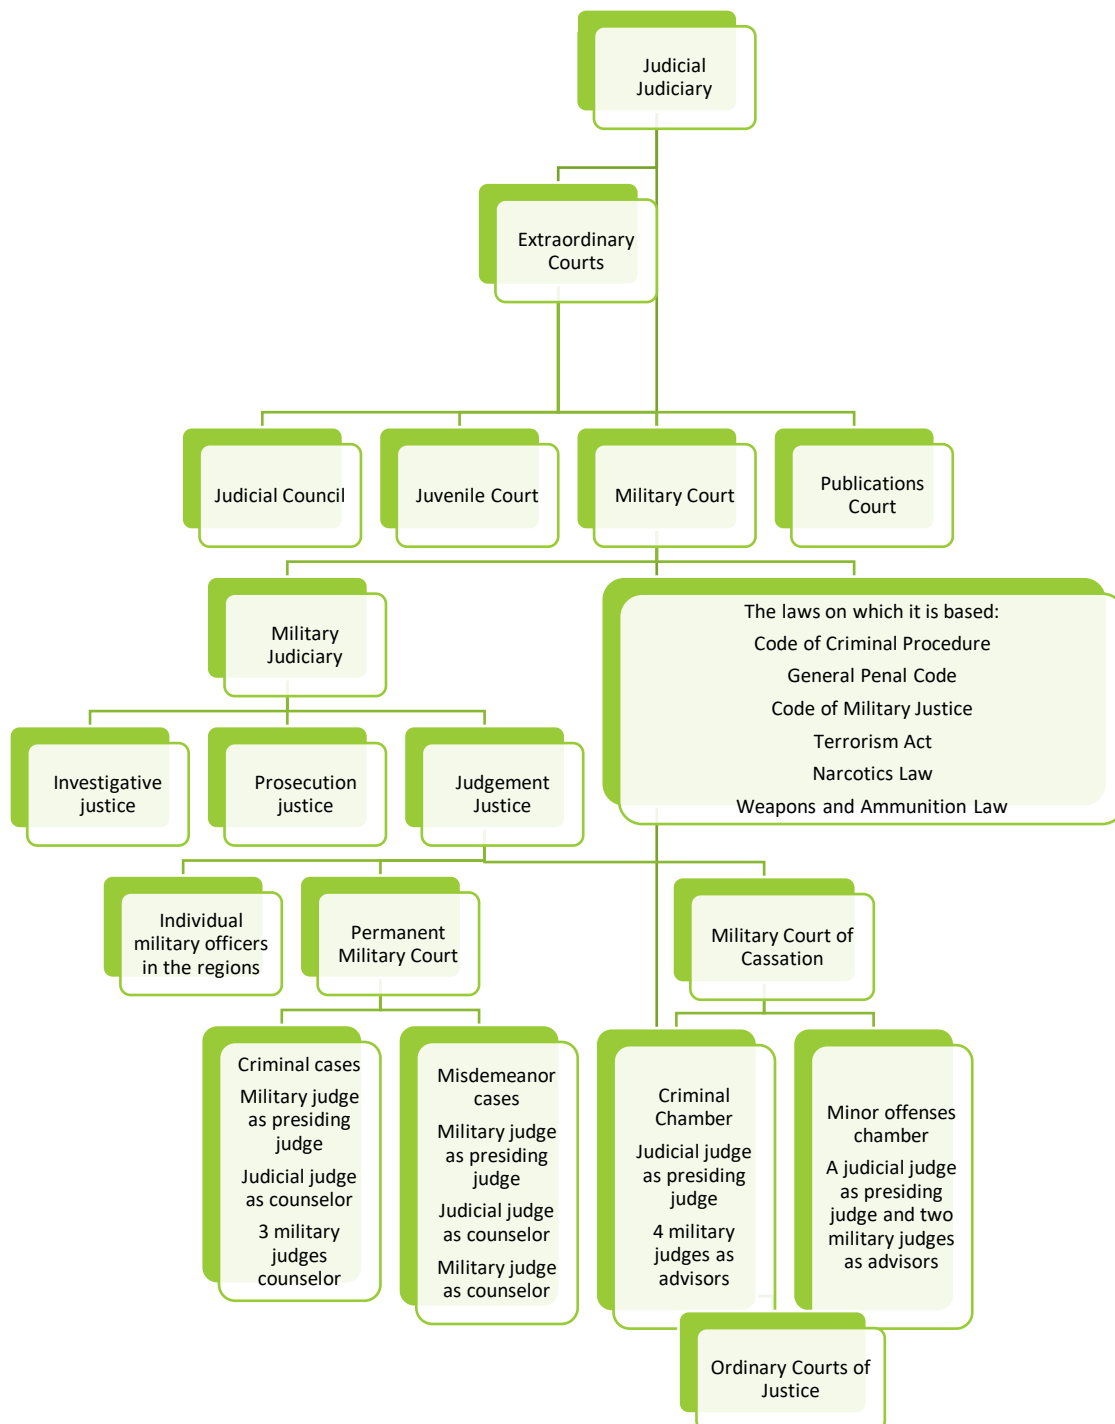 Judicial
Judiciary
Extraordinary
Courts
Judicial Council
Juvenile Court
Military Court
Publications
Court
Military
Judiciary
The laws on which it is based:
Code of Criminal Procedure
General Penal Code
Code of Military Justice
Terrorism Act
Narcotics Law
Weapons and Ammunition Law
Investigative
justice
Prosecution
justice
Judgement
Justice
Individual
military officers
in the regions
Permanent
Military Court
Military Court of
Cassation
Criminal cases
Military judge
as presiding
judge
Judicial judge
as counselor
3 military
judges
counselor
Misdemeanor
cases
Military judge
as presiding
judge
Judicial judge
as counselor
Military judge
as counselor
Criminal
Chamber
Judicial judge
as presiding
judge
4 military
judges as
advisors
Minor offenses
chamber
A judicial judge
as presiding
judge and two
military judges
as advisors
Ordinary Courts of
Justice